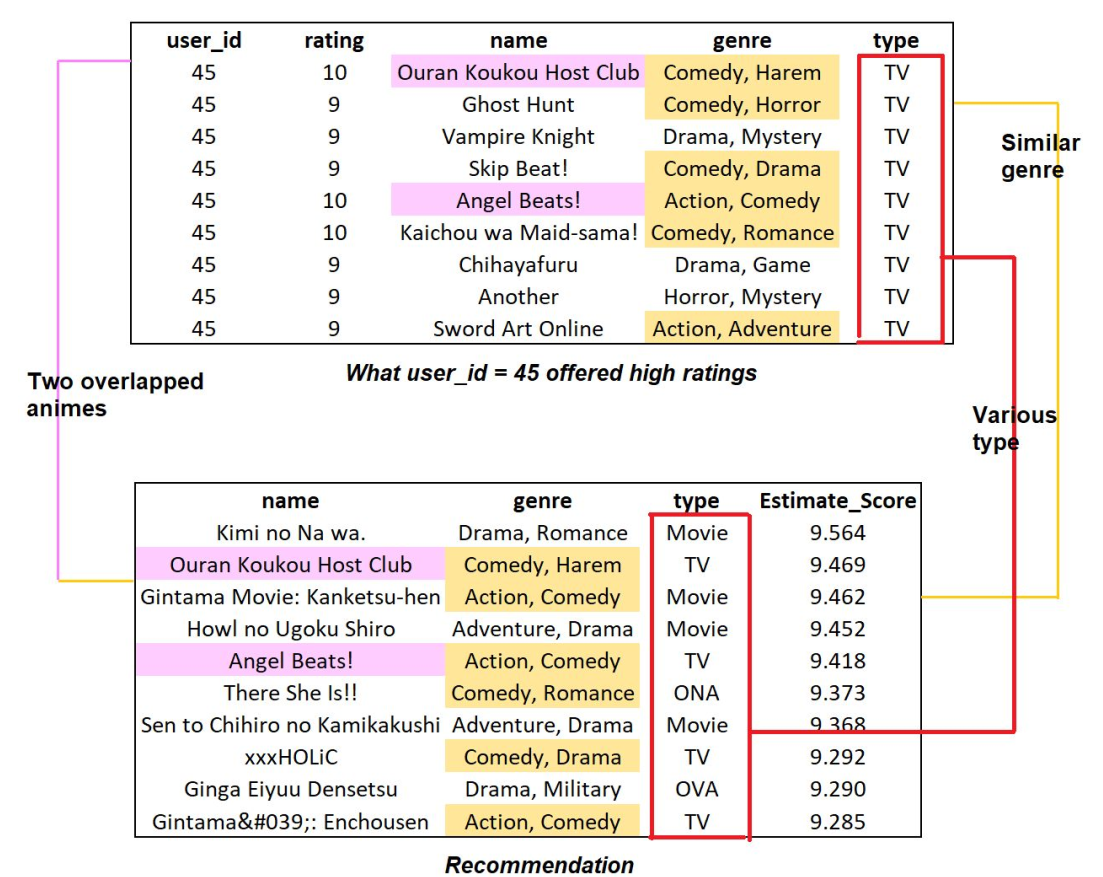 user_id rating name genre type
45 10 Ouran Koukou Host Club Comedy, Harem TV
45 9 Ghost Hunt Comedy, Horror TV
45 9 Vampire Knight Drama, Mystery TV
45 9 Skip Beat! Comedy, Drama TV
45 10 Angel Beats! Action, Comedy TV
45 10 Kaichou wa Maid-sama! Comedy, Romance TV
45 9 Chihayafuru Drama, Game TV
45 9 Another Horror, Mystery TV
45 9 Sword Art Online Action, Adventure TV
Similar
genre
What user_id = 45 offered high ratings
Two overlapped
animes
Various
type
name genre type Estimate_Score
Kimi no Na wa. Drama, Romance Movie 9.564
Ouran Koukou Host Club Comedy, Harem TV 9.469
Gintama Movie: Kanketsu-hen Action, Comedy Movie 9.462
Howl no Ugoku Shiro Adventure, Drama Movie 9.452
Angel Beats! Action, Comedy TV 9.418
There She Is!! Comedy, Romance ONA 9.373
Sen to Chihiro no Kamikakushi Adventure, Drama Movie 9.368
xxxHOLiC Comedy, Drama TV 9.292
Ginga Eiyuu Densetsu Drama, Military OVA 9.290
Gintama&#039;: Enchousen Action, Comedy TV 9.285
Recommendation